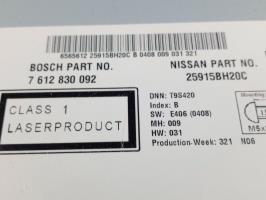 6565612 25915BH20C B 0408 009 031 321
BOSCH PART NO.
7 612 830 092
NISSAN PART NO.
25915BH20C
CLASS 1
LASERPRODUCT
DNN: T9S420
Index: B
SW: E406 (0408)
MH: 009
HW: 031
Production-Week: 321 N06
Mounting
M5x